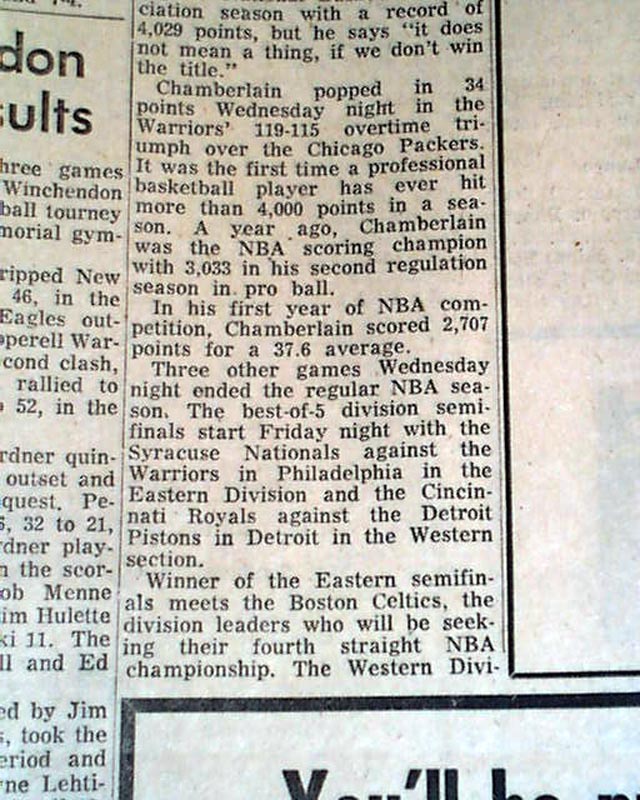 don
sults
hree games
Winchendon
ball tourney
morial gym-
ripped New
46, in the
Eagles out-
pperell War-
cond clash,
rallied to
52, in the
rdner quin-
outset and
quest. Pe-
32 to 21,
rdner play-
n the scor-
ob Menne
im Hulette
ki 11. The
ll and Ed
ed by Jim
s, took the
eriod and
rne Lehti-
ciation season with a record of
4,029 points, but he says "it does
not mean a thing, if we don't win
the title."
Chamberlain popped in 34
points Wednesday night in the
Warriors' 119-115 overtime tri-
umph over the Chicago Packers.
It was the first time a professional
basketball player has ever hit
more than 4,000 points in a sea-
son. A year ago, Chamberlain
was the NBA scoring champion
with 3,033 in his second regulation
season in pro ball.
In his first year of NBA com-
petition, Chamberlain scored 2,707
points for a 37.6 average.
Three other games Wednesday
night ended the regular NBA sea-
son. The best-of-5 division semi-
finals start Friday night with the
Syracuse Nationals against the
Warriors in Philadelphia in the
Eastern Division and the Cincin-
nati Royals against the Detroit
Pistons in Detroit in the Western
section.
Winner of the Eastern semifin-
als meets the Boston Celtics, the
division leaders who will be seek-
ing their fourth straight NBA
championship. The Western Divi-
You'll be